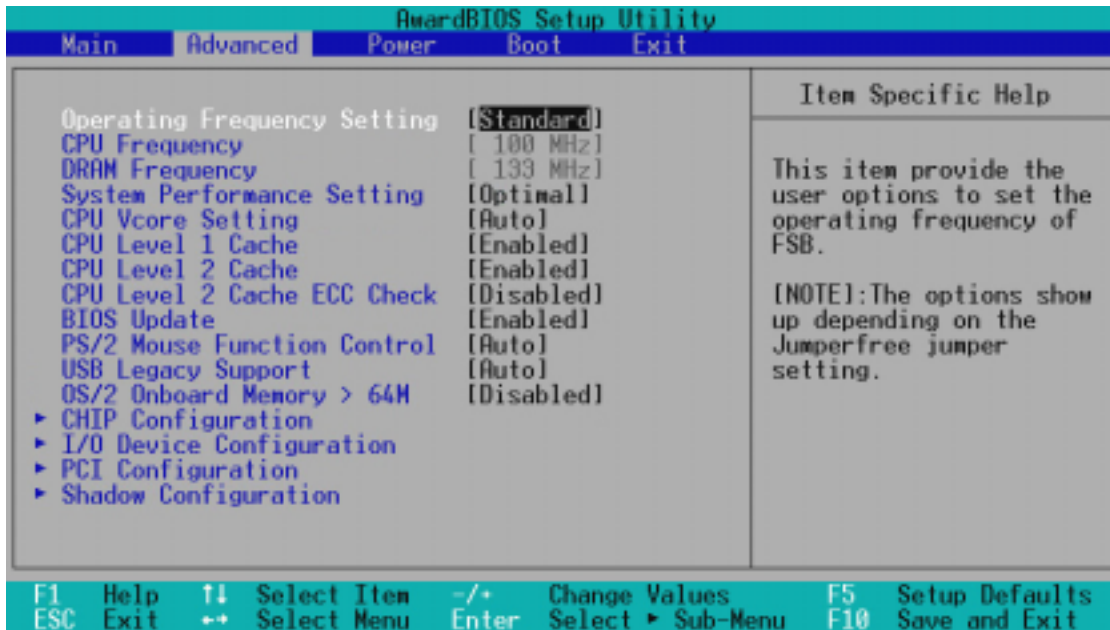 AwardBIOS Setup Utility
Main Advanced Power Boot Exit
Item Specific Help
Operating Frequency Setting [Standard]
CPU Frequency [ 100 MHz]
DRAM Frequency [ 133 MHz]
System Performance Setting [Optimal]
CPU Vcore Setting [Auto]
CPU Level 1 Cache [Enabled]
CPU Level 2 Cache [Enabled]
CPU Level 2 Cache ECC Check [Disabled]
BIOS Update [Enabled]
PS/2 Mouse Function Control [Auto]
USB Legacy Support [Auto]
OS/2 Onboard Memory > 64M [Disabled]
► CHIP Configuration
► I/O Device Configuration
► PCI Configuration
► Shadow Configuration
This item provide the
user options to set the
operating frequency of
FSB.
[NOTE]:The options show
up depending on the
Jumperfree jumper
setting.
F1 Help ↑↓ Select Item -/+ Change Values F5 Setup Defaults
ESC Exit ←→ Select Menu Enter Select ► Sub-Menu F10 Save and Exit